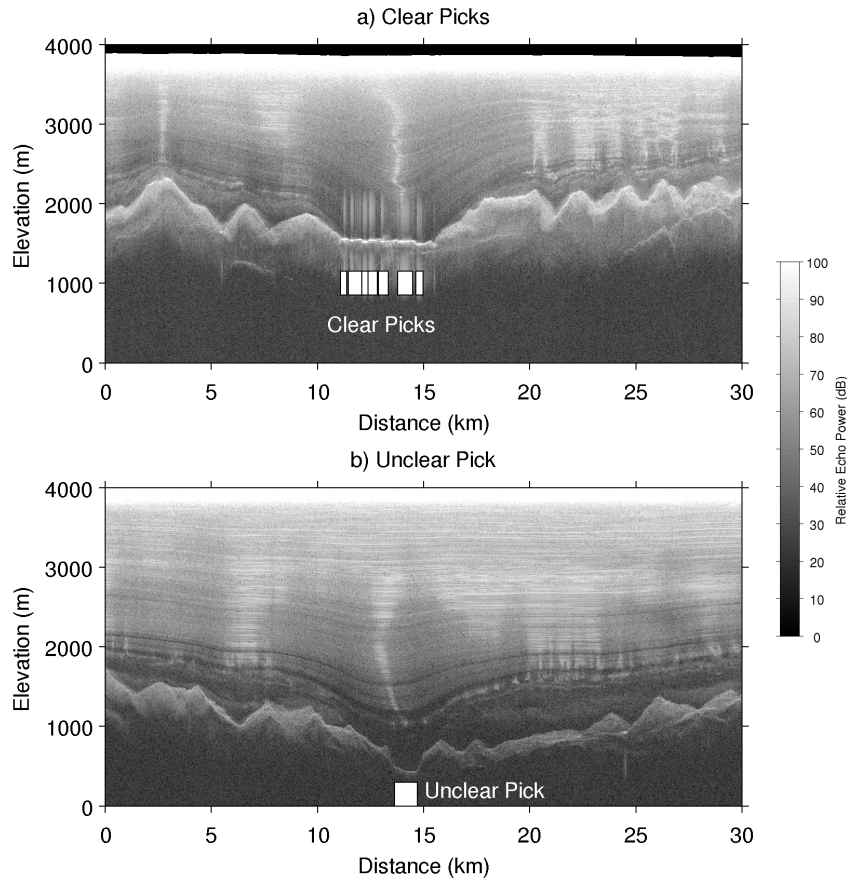 a) Clear Picks
4000
3000
2000
1000
0
Elevation (m)
Clear Picks
0 5 10 15 20 25 30
Distance (km)
100
90
80
70
60
50
40
30
20
10
0
Relative Echo Power (dB)
b) Unclear Pick
4000
3000
2000
1000
0
Elevation (m)
Unclear Pick
0 5 10 15 20 25 30
Distance (km)